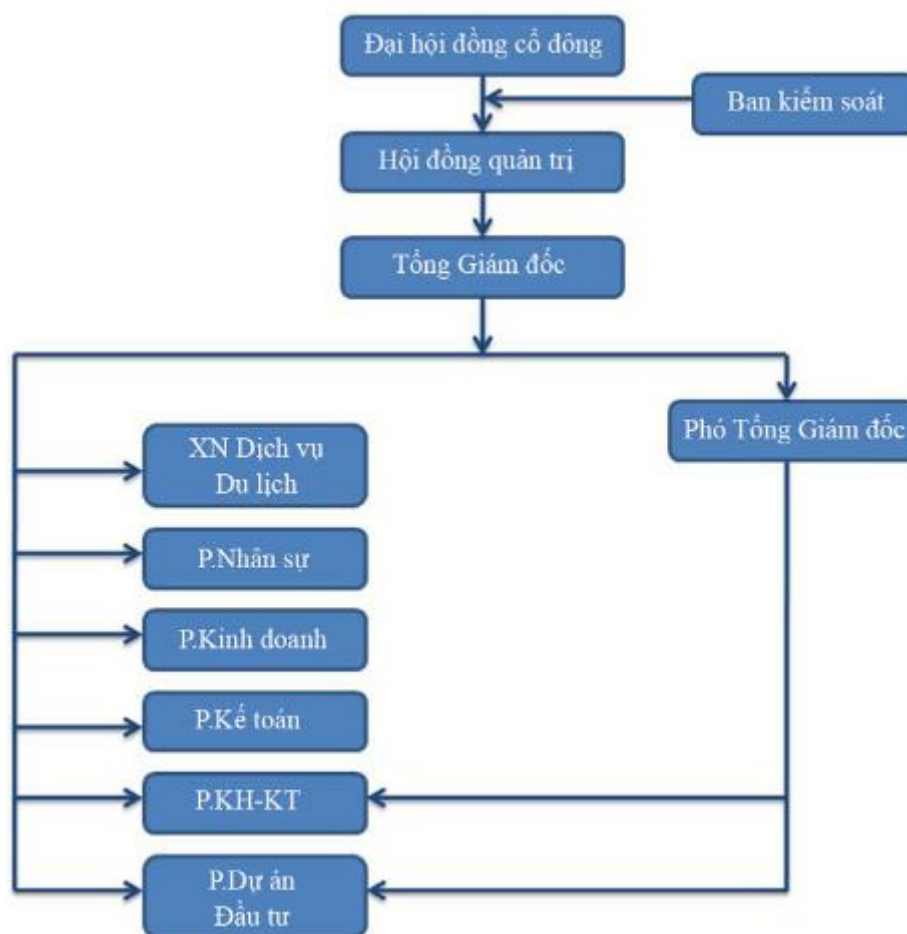 Đại hội đồng cổ đông
Ban kiểm soát
Hội đồng quản trị
Tổng Giám đốc
Phó Tổng Giám đốc
XN Dịch vụ
Du lịch
P.Nhân sự
P.Kinh doanh
P.Kế toán
P.KH-KT
P.Dự án
Đầu tư